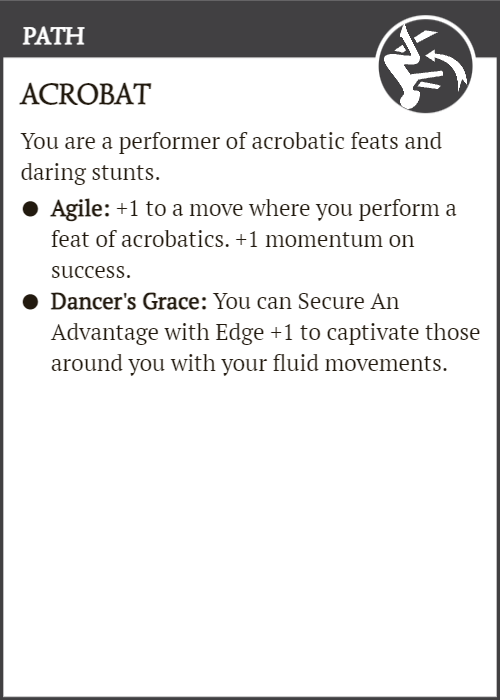 PATH
ACROBAT
You are a performer of acrobatic feats and
daring stunts.
● Agile: +1 to a move where you perform a
feat of acrobatics. +1 momentum on
success.
● Dancer's Grace: You can Secure An
Advantage with Edge +1 to captivate those
around you with your fluid movements.